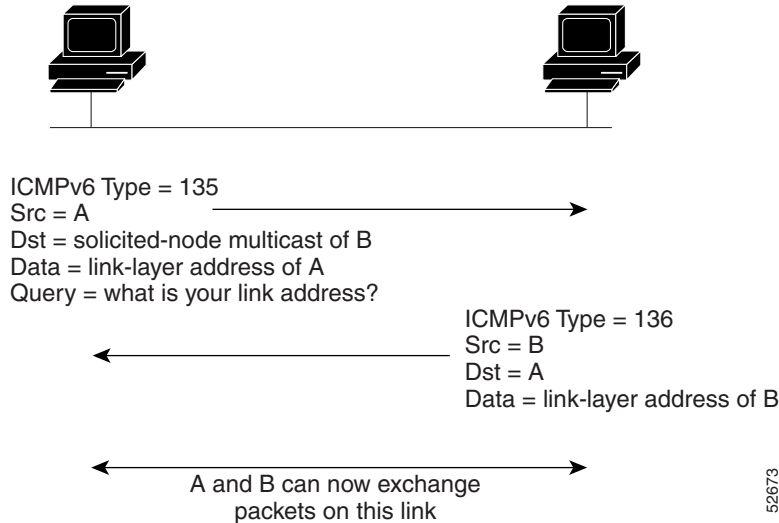 ICMPv6 Type = 135
Src = A
Dst = solicited-node multicast of B
Data = link-layer address of A
Query = what is your link address?
ICMPv6 Type = 136
Src = B
Dst = A
Data = link-layer address of B
A and B can now exchange
packets on this link
52673